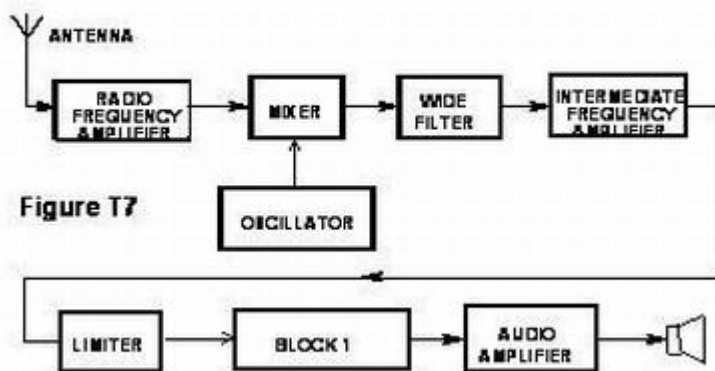 ANTENNA
RADIO
FREQUENCY
AMPLIFIER
MIXER
WIDE
FILTER
INTERMEDIATE
FREQUENCY
AMPLIFIER
Figure T7
OSCILLATOR
LIMITER
BLOCK 1
AUDIO
AMPLIFIER